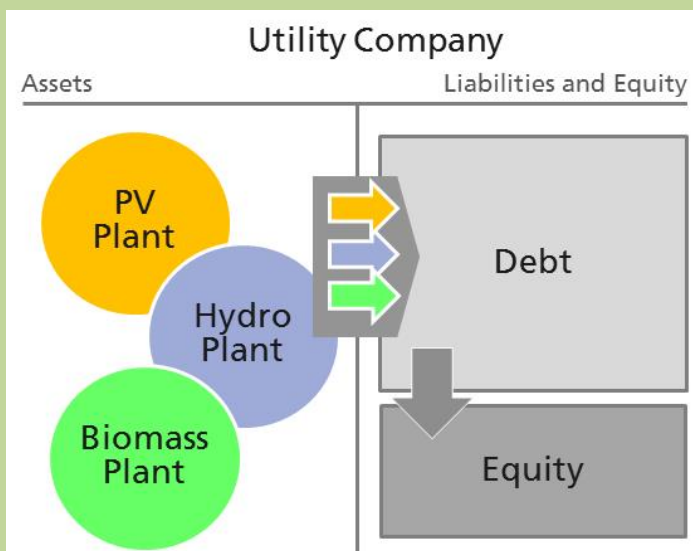 Utility Company
Assets
Liabilities and Equity
PV
Plant
Hydro
Plant
Biomass
Plant
Debt
Equity